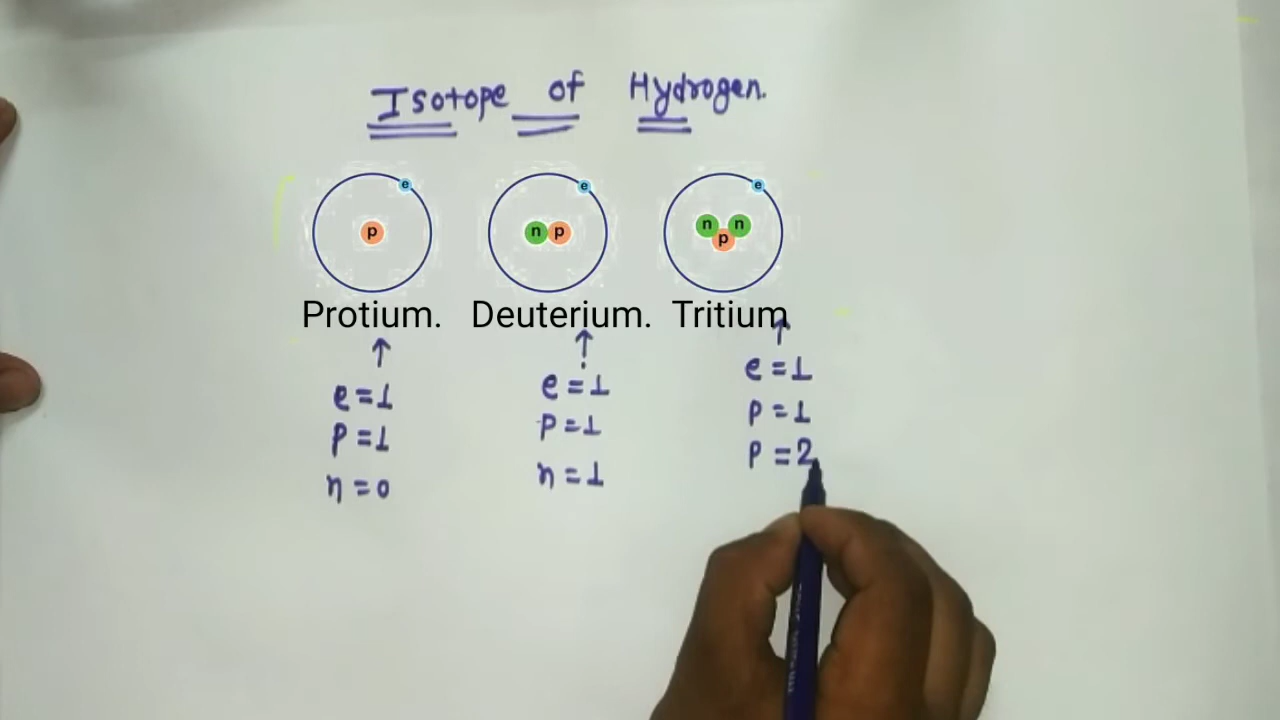 Isotope of Hydrogen.
e e e
p n p n n
p
Protium. Deuterium. Tritium
e = 1 e = 1 e = 1
p = 1 p = 1 p = 1
n = 0 n = 1 p = 2